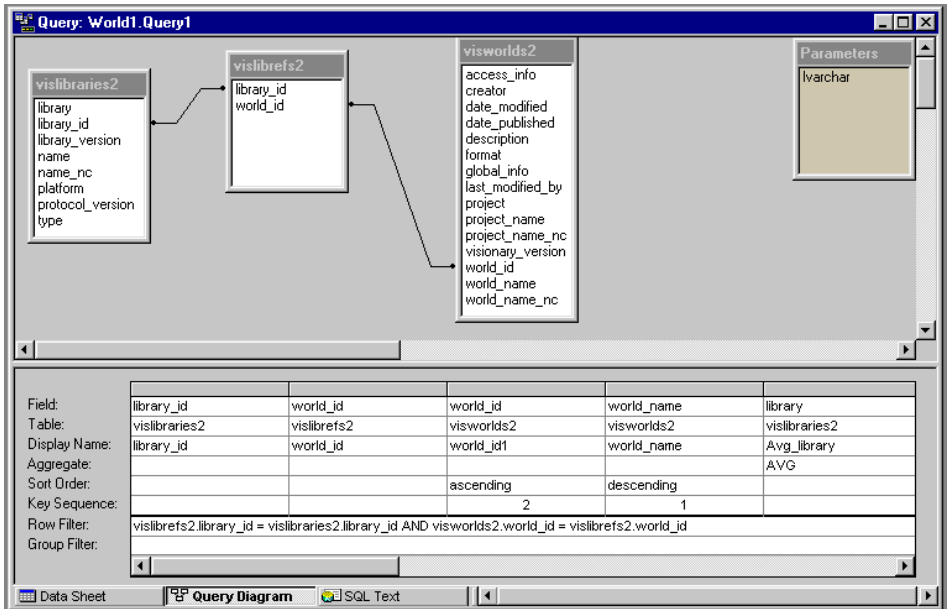 Query: World1.Query1
vislibraries2
library
library_id
library_version
name
name_nc
platform
protocol_version
type
vislibrefs2
library_id
world_id
visworlds2
access_info
creator
date_modified
date_published
description
format
global_info
last_modified_by
project
project_name
project_name_nc
visionary_version
world_id
world_name
world_name_nc
Parameters
lvarchar
Field: library_id world_id world_id world_name library
Table: vislibraries2 vislibrefs2 visworlds2 visworlds2 vislibraries2
Display Name: library_id world_id world_id1 world_name Avg_library
Aggregate: AVG
Sort Order: ascending descending
Key Sequence: 2 1
Row Filter: vislibrefs2.library_id = vislibraries2.library_id AND visworlds2.world_id = vislibrefs2.world_id
Group Filter:
Data Sheet Query Diagram SQL Text